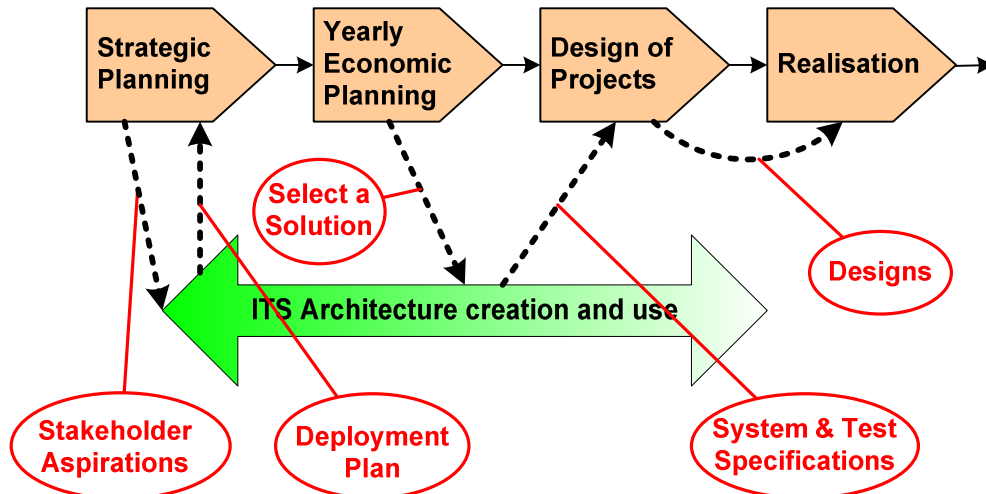 Strategic
Planning
Yearly
Economic
Planning
Design of
Projects
Realisation
Select a
Solution
Designs
ITS Architecture creation and use
Stakeholder
Aspirations
Deployment
Plan
System & Test
Specifications